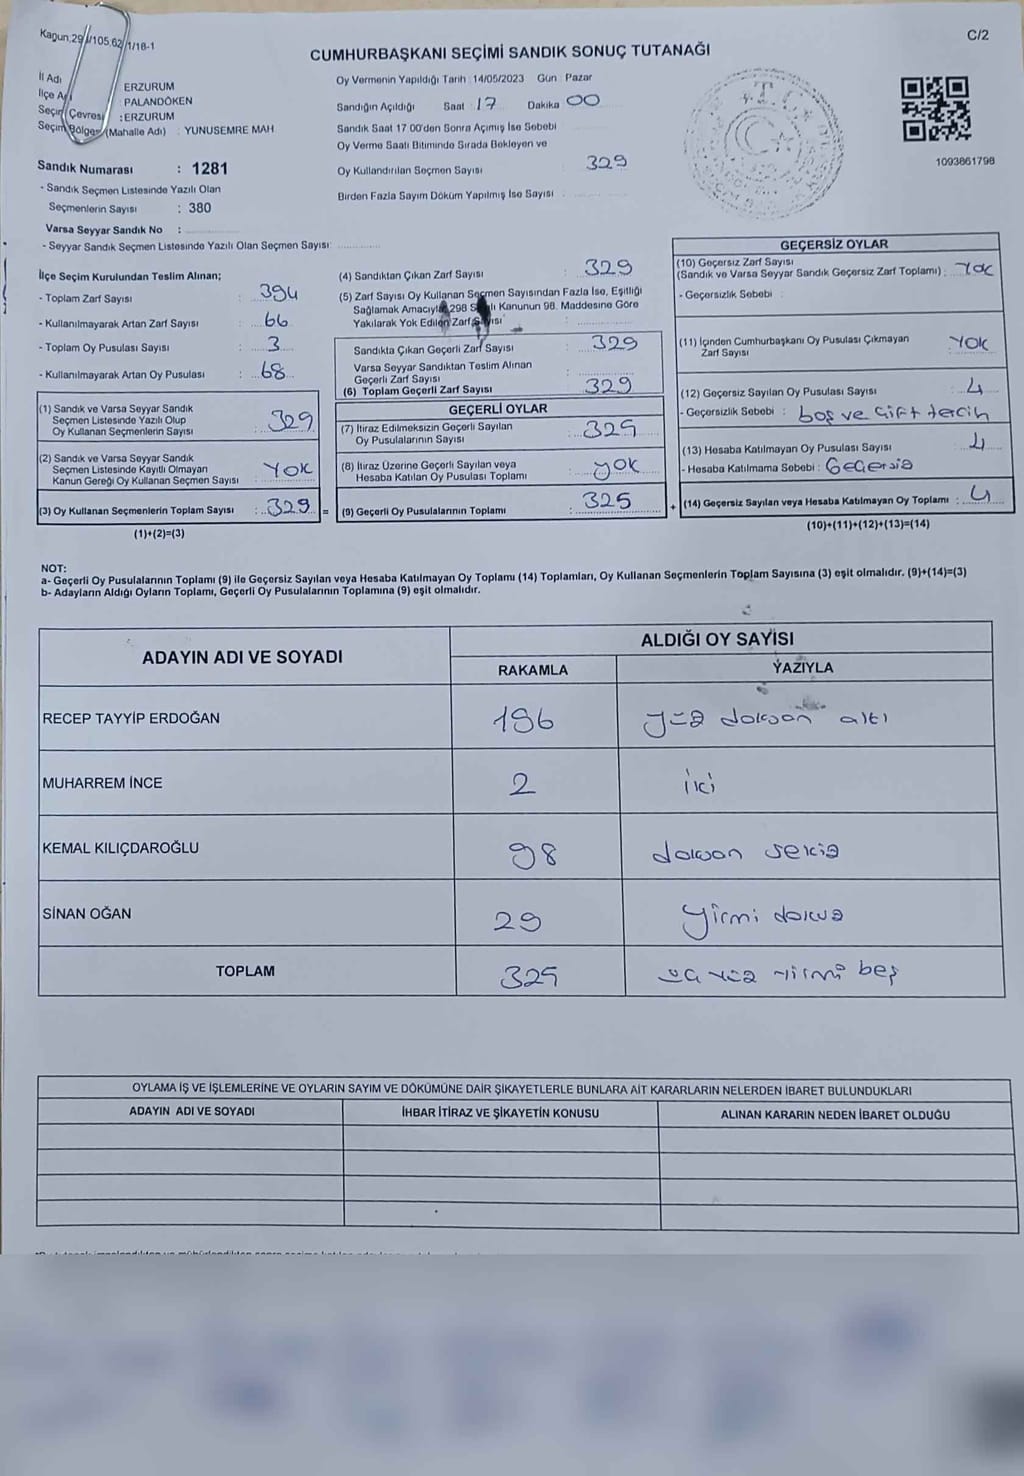 Kanun:298/105,62/1/18-1
C/2
CUMHURBAŞKANI SEÇİMİ SANDIK SONUÇ TUTANAĞI
İl Adı ERZURUM
İlçe Adı : PALANDÖKEN
Seçim Çevresi : ERZURUM
Seçim Bölgesi (Mahalle Adı) : YUNUSEMRE MAH
Sandık Numarası : 1281
- Sandık Seçmen Listesinde Yazılı Olan
Seçmenlerin Sayısı : 380
Varsa Seyyar Sandık No :
- Seyyar Sandık Seçmen Listesinde Yazılı Olan Seçmen Sayısı:
Oy Vermenin Yapıldığı Tarih : 14/05/2023 Gün : Pazar
Sandığın Açıldığı Saat 17 Dakika 00
Sandık Saat 17.00'den Sonra Açımış İse Sebebi
Oy Verme Saati Bitiminde Sırada Bekleyen ve
Oy Kullandırılan Seçmen Sayısı 329
Birden Fazla Sayım Döküm Yapılmış İse Sayısı
1093861798
İlçe Seçim Kurulundan Teslim Alınan;
- Toplam Zarf Sayısı : 394
- Kullanılmayarak Artan Zarf Sayısı : 66
- Toplam Oy Pusulası Sayısı : 3
- Kullanılmayarak Artan Oy Pusulası : 68
(1) Sandık ve Varsa Seyyar Sandık
Seçmen Listesinde Yazılı Olup
Oy Kullanan Seçmenlerin Sayısı : 329
(2) Sandık ve Varsa Seyyar Sandık
Seçmen Listesinde Kayıtlı Olmayan
Kanun Gereği Oy Kullanan Seçmen Sayısı : YOK
(3) Oy Kullanan Seçmenlerin Toplam Sayısı : 329 =
(1)+(2)=(3)
(4) Sandıktan Çıkan Zarf Sayısı : 329
(5) Zarf Sayısı Oy Kullanan Seçmen Sayısından Fazla İse, Eşitliği
Sağlamak Amacıyla 298 Sayılı Kanunun 98. Maddesine Göre
Yakılarak Yok Edilen Zarf Sayısı
Sandıkta Çıkan Geçerli Zarf Sayısı : 329
Varsa Seyyar Sandıktan Teslim Alınan
Geçerli Zarf Sayısı
(6) Toplam Geçerli Zarf Sayısı : 329
GEÇERLİ OYLAR
(7) İtiraz Edilmeksizin Geçerli Sayılan
Oy Pusulalarının Sayısı : 325
(8) İtiraz Üzerine Geçerli Sayılan veya
Hesaba Katılan Oy Pusulası Toplamı : yok
(9) Geçerli Oy Pusulalarının Toplamı : 325 +
GEÇERSİZ OYLAR
(10) Geçersiz Zarf Sayısı
(Sandık ve Varsa Seyyar Sandık Geçersiz Zarf Toplamı) : Yok
- Geçersizlik Sebebi :
(11) İçinden Cumhurbaşkanı Oy Pusulası Çıkmayan
Zarf Sayısı : YOK
(12) Geçersiz Sayılan Oy Pusulası Sayısı : 4
- Geçersizlik Sebebi : boş ve Çift tercih
(13) Hesaba Katılmayan Oy Pusulası Sayısı : 4
- Hesaba Katılmama Sebebi : Geçersiz
(14) Geçersiz Sayılan veya Hesaba Katılmayan Oy Toplamı : 4
(10)+(11)+(12)+(13)=(14)
NOT:
a- Geçerli Oy Pusulalarının Toplamı (9) ile Geçersiz Sayılan veya Hesaba Katılmayan Oy Toplamı (14) Toplamları, Oy Kullanan Seçmenlerin Toplam Sayısına (3) eşit olmalıdır. (9)+(14)=(3)
b- Adayların Aldığı Oyların Toplamı, Geçerli Oy Pusulalarının Toplamına (9) eşit olmalıdır.
ADAYIN ADI VE SOYADI
ALDIĞI OY SAYISI
RAKAMLA YAZIYLA
RECEP TAYYİP ERDOĞAN 196 yüz doksan altı
MUHARREM İNCE 2 iki
KEMAL KILIÇDAROĞLU 98 doksan sekiz
SİNAN OĞAN 29 yirmi dokuz
TOPLAM 325 üç yüz yirmi beş
OYLAMA İŞ VE İŞLEMLERİNE VE OYLARIN SAYIM VE DÖKÜMÜNE DAİR ŞİKAYETLERLE BUNLARA AİT KARARLARIN NELERDEN İBARET BULUNDUKLARI
ADAYIN ADI VE SOYADI İHBAR İTİRAZ VE ŞİKAYETİN KONUSU ALINAN KARARIN NEDEN İBARET OLDUĞU